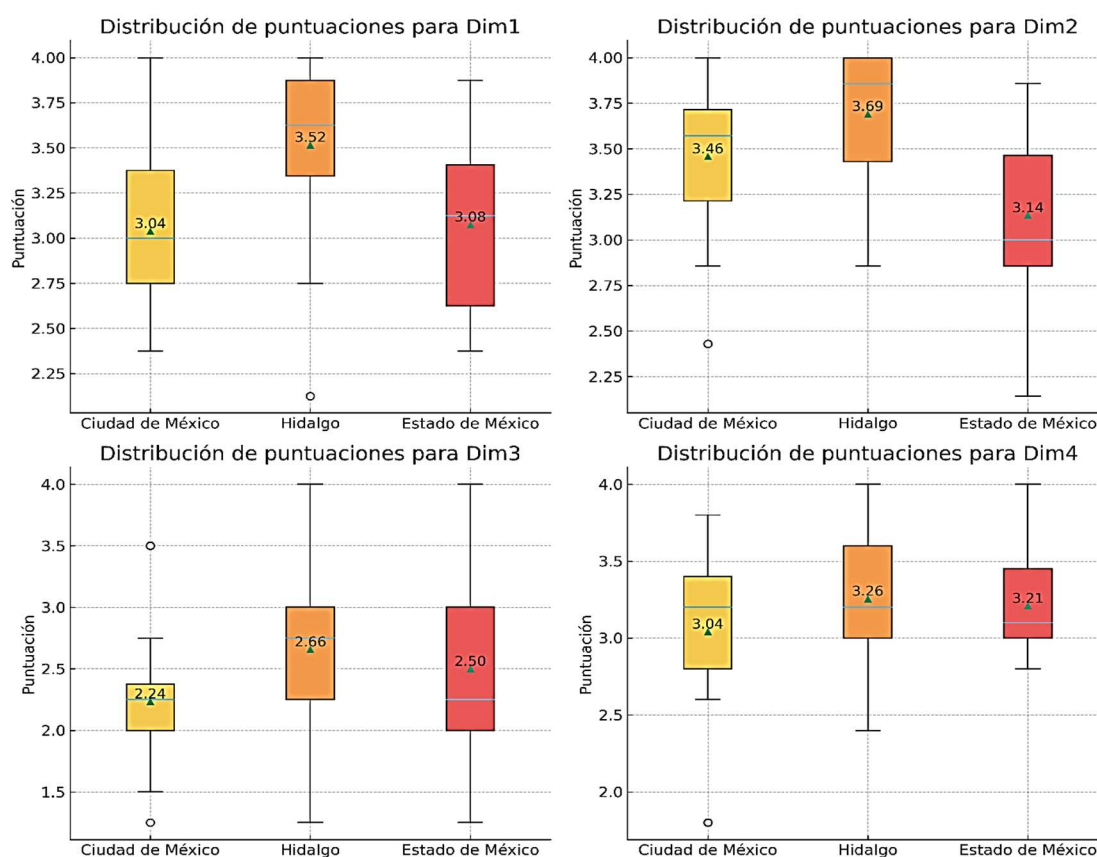 Distribución de puntuaciones para Dim1
Puntuación
4.00
3.75
3.50
3.25
3.00
2.75
2.50
2.25
3.04
3.52
3.08
Ciudad de México
Hidalgo
Estado de México
Distribución de puntuaciones para Dim2
Puntuación
4.00
3.75
3.50
3.25
3.00
2.75
2.50
2.25
3.46
3.69
3.14
Ciudad de México
Hidalgo
Estado de México
Distribución de puntuaciones para Dim3
Puntuación
4.0
3.5
3.0
2.5
2.0
1.5
2.24
2.66
2.50
Ciudad de México
Hidalgo
Estado de México
Distribución de puntuaciones para Dim4
Puntuación
4.0
3.5
3.0
2.5
2.0
3.04
3.26
3.21
Ciudad de México
Hidalgo
Estado de México